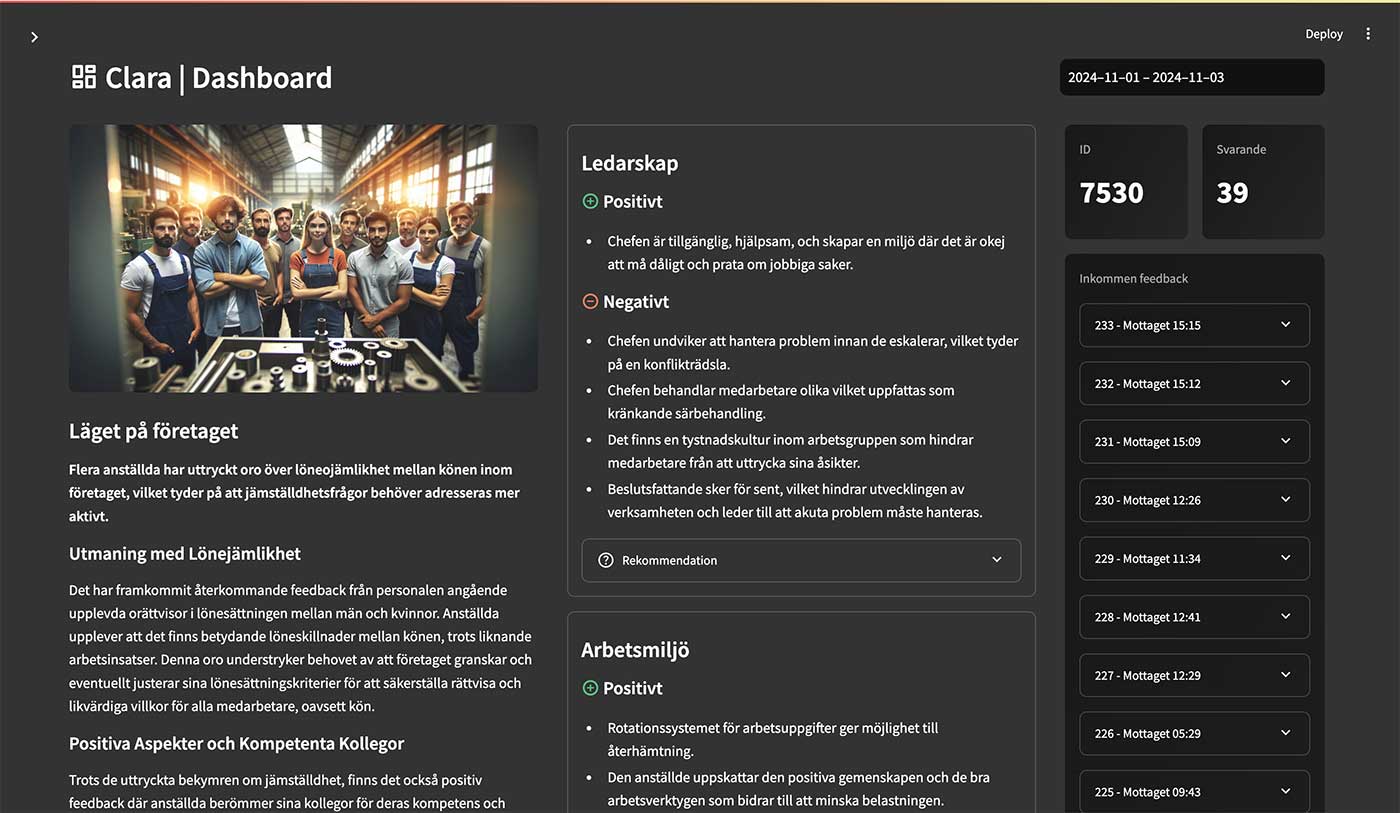 Deploy
Clara | Dashboard
2024–11–01 – 2024–11–03
Läget på företaget
Flera anställda har uttryckt oro över löneojämlikhet mellan könen inom
företaget, vilket tyder på att jämställdhetsfrågor behöver adresseras mer
aktivt.
Utmaning med Lönejämlikhet
Det har framkommit återkommande feedback från personalen angående
upplevda orättvisor i lönesättningen mellan män och kvinnor. Anställda
upplever att det finns betydande löneskillnader mellan könen, trots liknande
arbetsinsatser. Denna oro understryker behovet av att företaget granskar och
eventuellt justerar sina lönesättningskriterier för att säkerställa rättvisa och
likvärdiga villkor för alla medarbetare, oavsett kön.
Positiva Aspekter och Kompetenta Kollegor
Trots de uttryckta bekymren om jämställdhet, finns det också positiv
feedback där anställda berömmer sina kollegor för deras kompetens och
Ledarskap
Positivt
• Chefen är tillgänglig, hjälpsam, och skapar en miljö där det är okej
att må dåligt och prata om jobbiga saker.
Negativt
• Chefen undviker att hantera problem innan de eskalerar, vilket tyder
på en konflikträdsla.
• Chefen behandlar medarbetare olika vilket uppfattas som
kränkande särbehandling.
• Det finns en tystnadskultur inom arbetsgruppen som hindrar
medarbetare från att uttrycka sina åsikter.
• Beslutsfattande sker för sent, vilket hindrar utvecklingen av
verksamheten och leder till att akuta problem måste hanteras.
Rekommendation
Arbetsmiljö
Positivt
• Rotationssystemet för arbetsuppgifter ger möjlighet till
återhämtning.
• Den anställde uppskattar den positiva gemenskapen och de bra
arbetsverktygen som bidrar till att minska belastningen.
ID
7530
Svarande
39
Inkommen feedback
233 - Mottaget 15:15
232 - Mottaget 15:12
231 - Mottaget 15:09
230 - Mottaget 12:26
229 - Mottaget 11:34
228 - Mottaget 12:41
227 - Mottaget 12:29
226 - Mottaget 05:29
225 - Mottaget 09:43